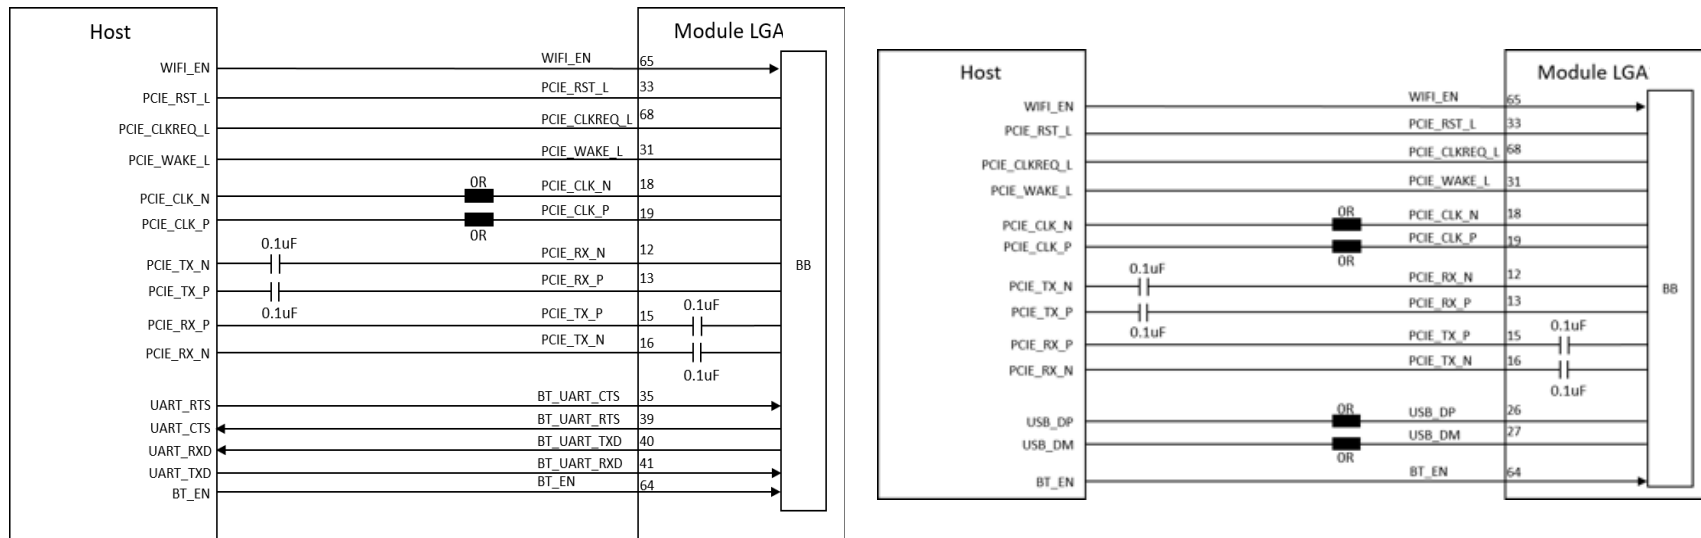 Host
Module LGA
WIFI_EN
WIFI_EN
65
PCIE_RST_L
PCIE_RST_L
33
PCIE_CLKREQ_L
PCIE_CLKREQ_L
68
PCIE_WAKE_L
PCIE_WAKE_L
31
0R
PCIE_CLK_N
PCIE_CLK_N
18
PCIE_CLK_P
PCIE_CLK_P
19
0R
0.1uF
PCIE_TX_N
PCIE_RX_N
12
BB
PCIE_TX_P
PCIE_RX_P
13
0.1uF
0.1uF
PCIE_RX_P
PCIE_TX_P
15
PCIE_RX_N
PCIE_TX_N
16
0.1uF
UART_RTS
BT_UART_CTS
35
UART_CTS
BT_UART_RTS
39
UART_RXD
BT_UART_TXD
40
UART_TXD
BT_UART_RXD
41
BT_EN
BT_EN
64
Host
Module LGA
WIFI_EN
WIFI_EN
65
PCIE_RST_L
PCIE_RST_L
33
PCIE_CLKREQ_L
PCIE_CLKREQ_L
68
PCIE_WAKE_L
PCIE_WAKE_L
31
0R
PCIE_CLK_N
PCIE_CLK_N
18
PCIE_CLK_P
PCIE_CLK_P
19
0R
0.1uF
PCIE_TX_N
PCIE_RX_N
12
BB
PCIE_TX_P
PCIE_RX_P
13
0.1uF
0.1uF
PCIE_RX_P
PCIE_TX_P
15
PCIE_RX_N
PCIE_TX_N
16
0.1uF
0R
USB_DP
USB_DP
26
USB_DM
USB_DM
27
0R
BT_EN
BT_EN
64